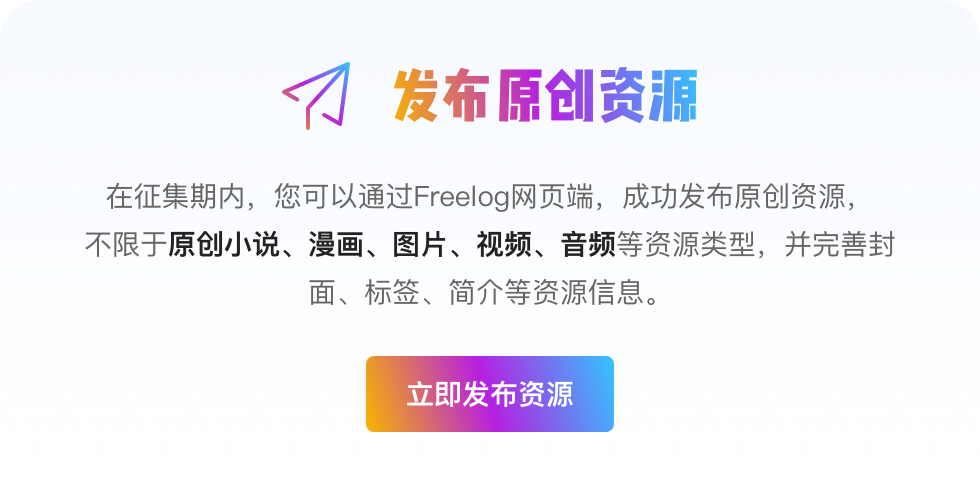 发布原创资源
在征集期内，您可以通过Freelog网页端，成功发布原创资源，
不限于原创小说、漫画、图片、视频、音频等资源类型，并完善封
面、标签、简介等资源信息。
立即发布资源